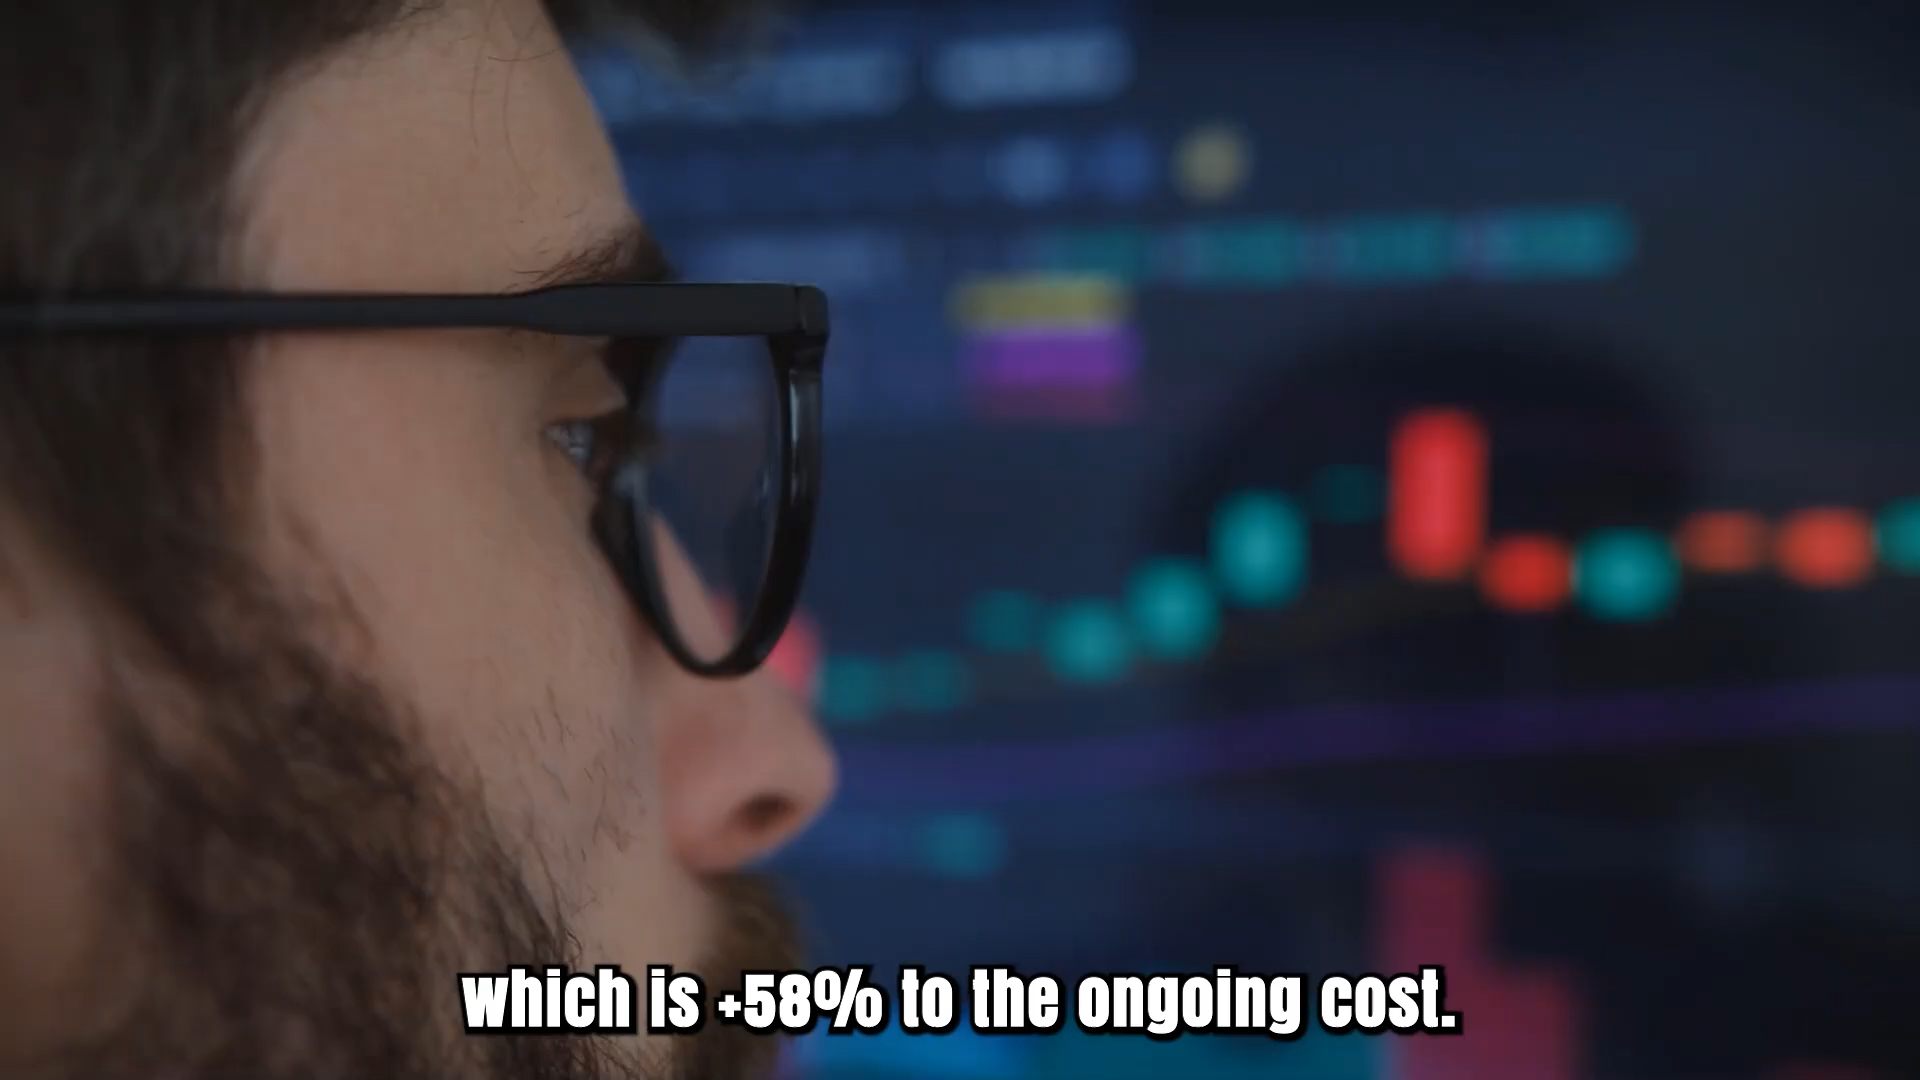 which is +58% to the ongoing cost.